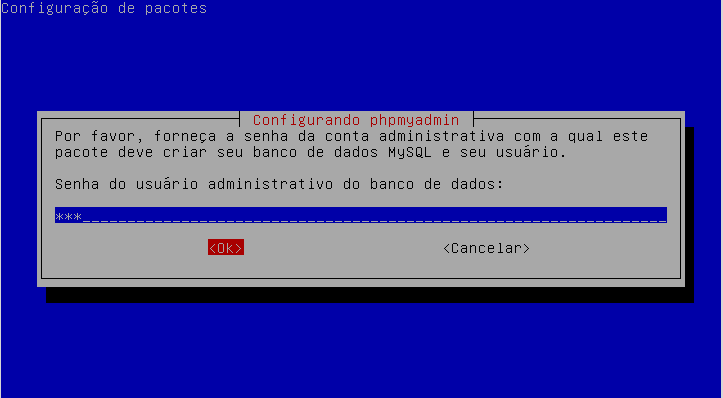 Configuração de pacotes
Configurando phpmyadmin
Por favor, forneça a senha da conta administrativa com a qual este
pacote deve criar seu banco de dados MySQL e seu usuário.
Senha do usuário administrativo do banco de dados:
***_________________________________________________________________
<Ok> <Cancelar>